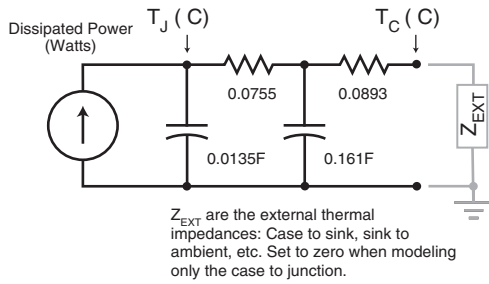 Dissipated Power
(Watts)
T_J ( C)
T_C ( C)
0.0755
0.0893
0.0135F
0.161F
Z_EXT
Z_EXT are the external thermal
impedances: Case to sink, sink to
ambient, etc. Set to zero when modeling
only the case to junction.